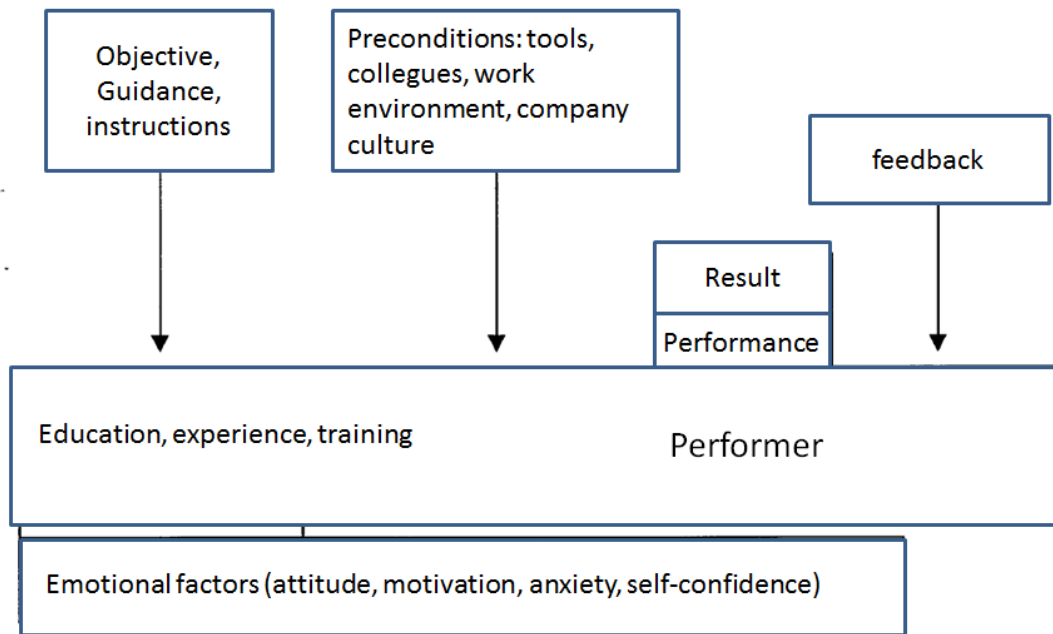 Objective,
Guidance,
instructions
Preconditions: tools,
collegues, work
environment, company
culture
feedback
Result
Performance
Education, experience, training
Performer
Emotional factors (attitude, motivation, anxiety, self-confidence)